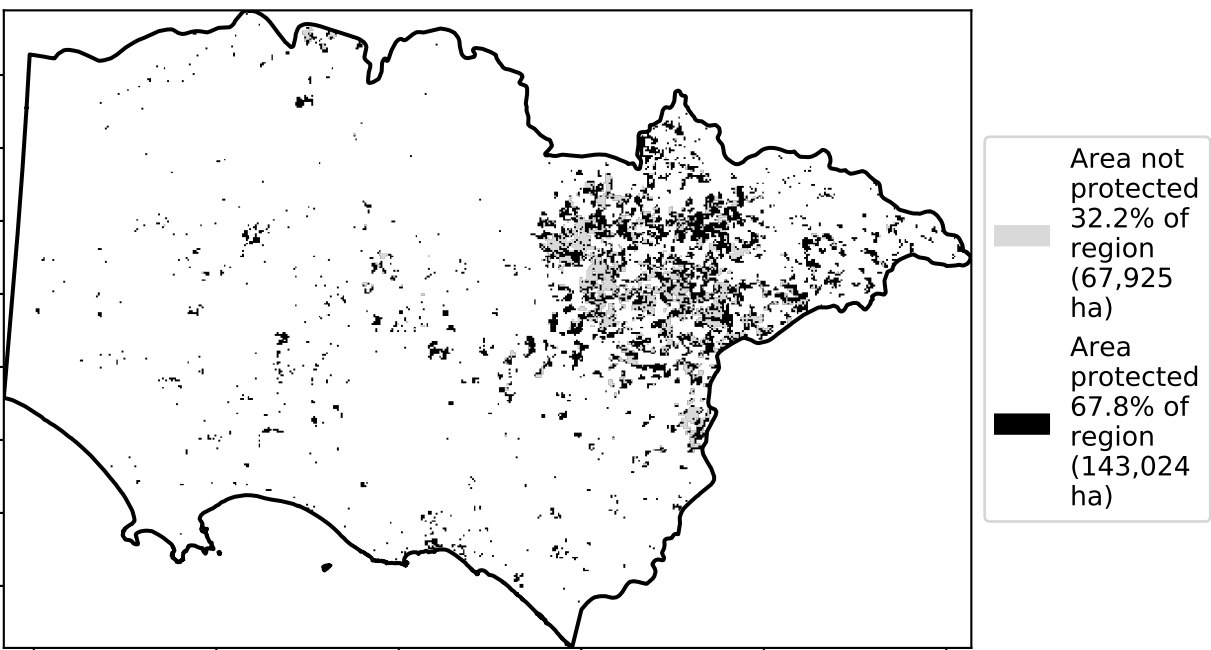 Area not
protected
32.2% of
region
(67,925
ha)
Area
protected
67.8% of
region
(143,024
ha)